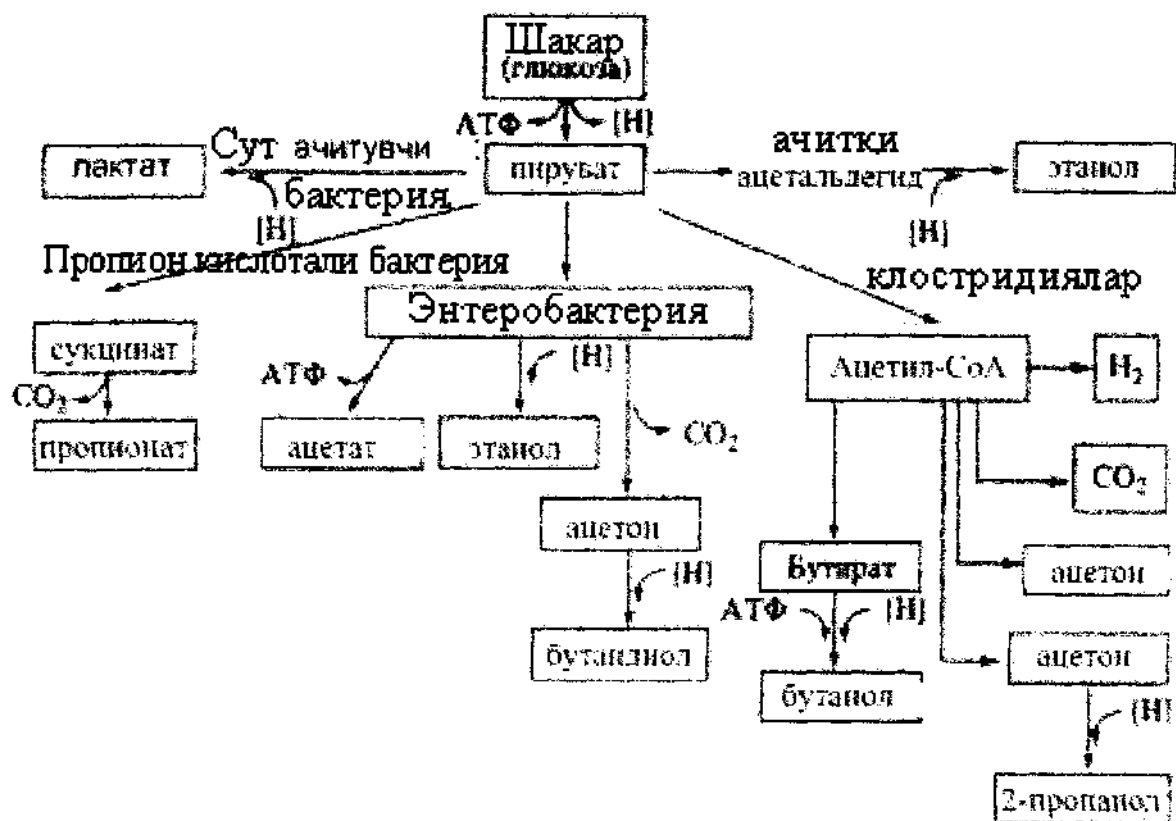 Шакар
(глюкоза)
АТФ
[H]
Сут ачитувчи
бактерия
лактат
[H]
пируват
ачитки
ацетальдегид
[H]
этанол
Пропион кислотали бактерия
клостридиялар
Энтеробактерия
сукцинат
CO2
пропионат
АТФ
[H]
ацетат
этанол
CO2
ацетон
[H]
бутандиол
Ацетил-СоА
H2
CO2
Бутират
АТФ
[H]
бутанол
ацетон
ацетон
[H]
2-пропанол